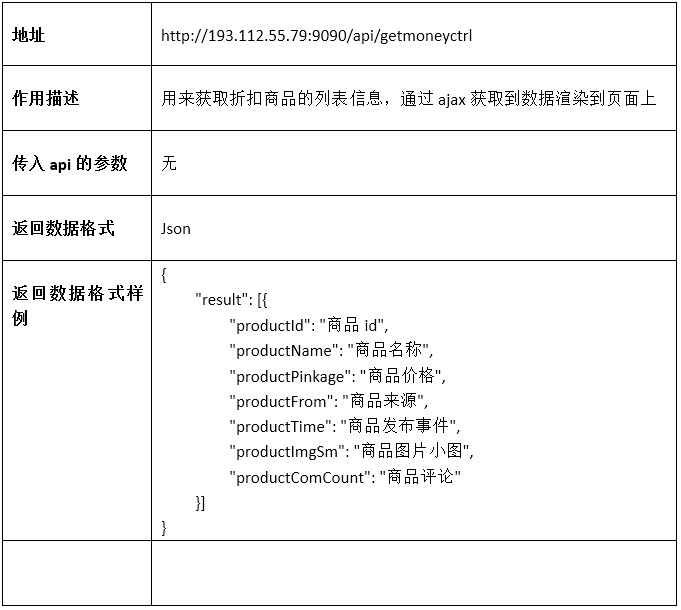 地址
http://193.112.55.79:9090/api/getmoneyctrl
作用描述
用来获取折扣商品的列表信息，通过 ajax 获取到数据渲染到页面上
传入 api 的参数
无
返回数据格式
Json
返回数据格式样
例
{
"result": [{
"productId": "商品 id",
"productName": "商品名称",
"productPinkage": "商品价格",
"productFrom": "商品来源",
"productTime": "商品发布事件",
"productImgSm": "商品图片小图",
"productComCount": "商品评论"
}]
}